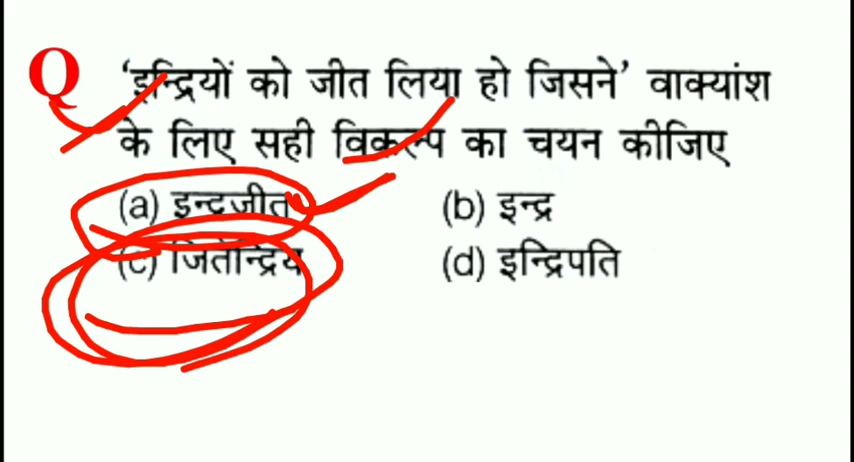 Q 'इन्द्रियों को जीत लिया हो जिसने' वाक्यांश
के लिए सही विकल्प का चयन कीजिए
(a) इन्द्रजीत (b) इन्द्र
(c) जितेन्द्रिय (d) इन्द्रिपति